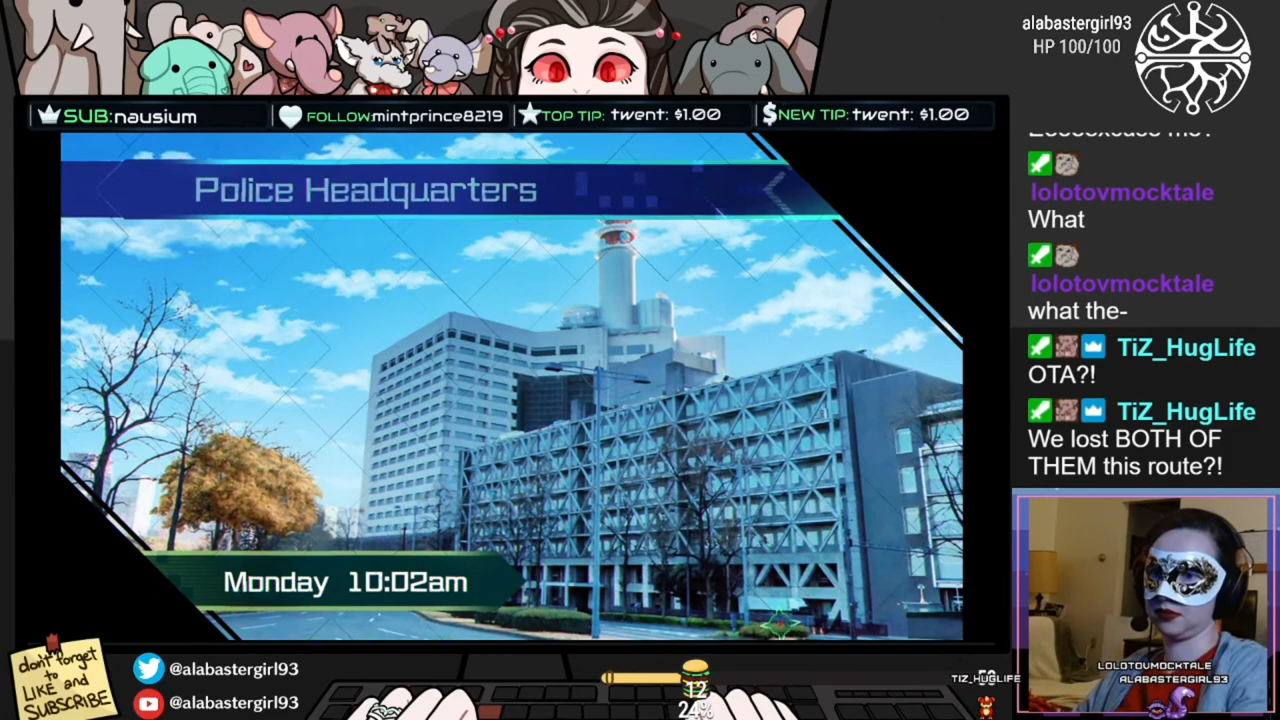 alabastergirl93
HP 100/100
SUB:nausium
FOLLOW:mintprince8219
TOP TIP: twent: $1.00
NEW TIP: twent: $1.00
Police Headquarters
lolotovmocktale
What
lolotovmocktale
what the-
TiZ_HugLife
OTA?!
TiZ_HugLife
We lost BOTH OF
THEM this route?!
Monday 10:02am
don't forget
to
LIKE and
SUBSCRIBE
@alabastergirl93
@alabastergirl93
12
24%
TIZ_HUGLIFE
LOLOTOVMOCKTALE
ALABASTERGIRL93